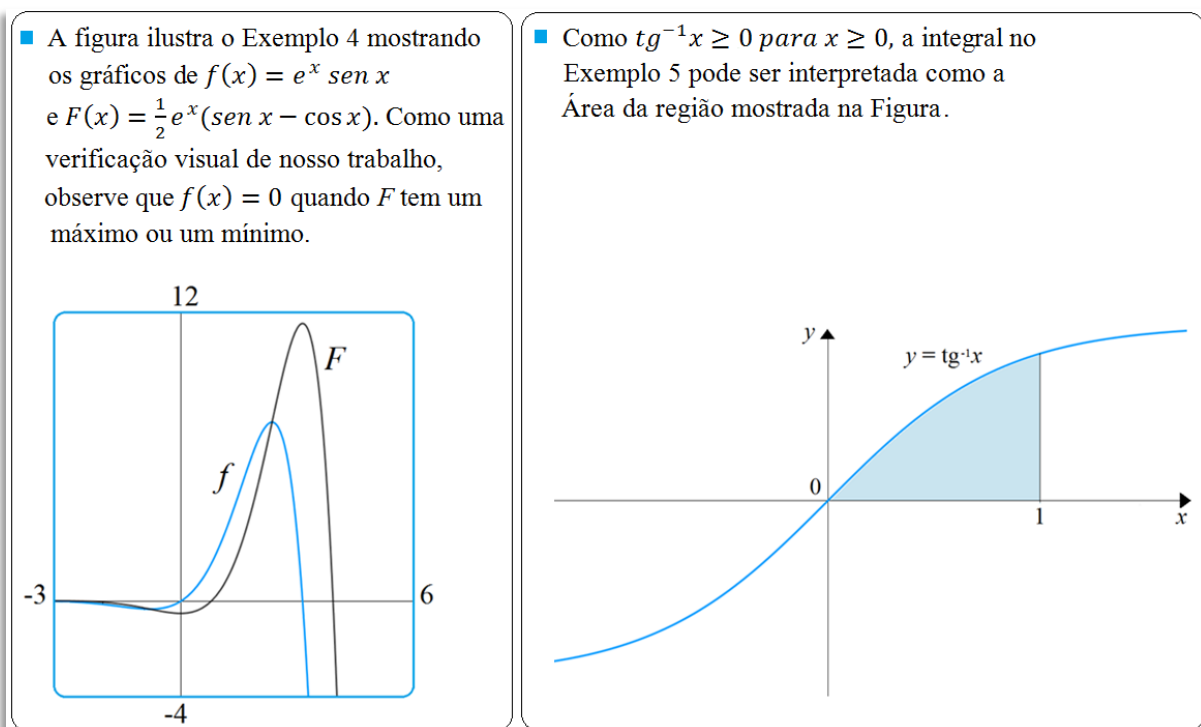 A figura ilustra o Exemplo 4 mostrando
os gráficos de f(x) = e^x sen x
e F(x) = 1/2 e^x(sen x − cos x). Como uma
verificação visual de nosso trabalho,
observe que f(x) = 0 quando F tem um
máximo ou um mínimo.
12
F
f
-3
6
-4
Como tg⁻¹x ≥ 0 para x ≥ 0, a integral no
Exemplo 5 pode ser interpretada como a
Área da região mostrada na Figura.
y
y = tg⁻¹x
0
1
x